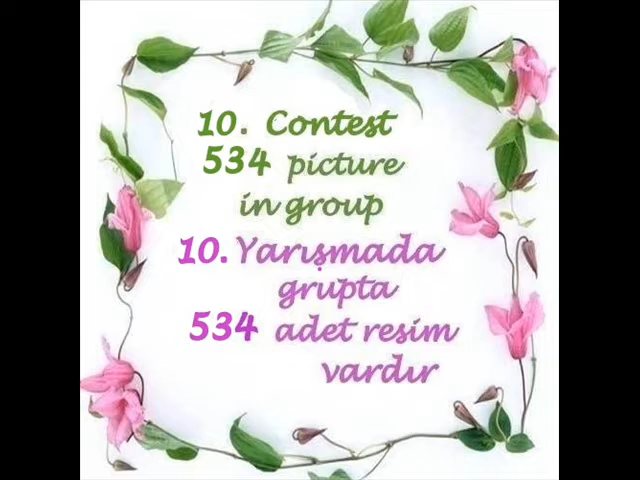 10. Contest
534 picture
in group
10. Yarışmada
grupta
534 adet resim
vardır